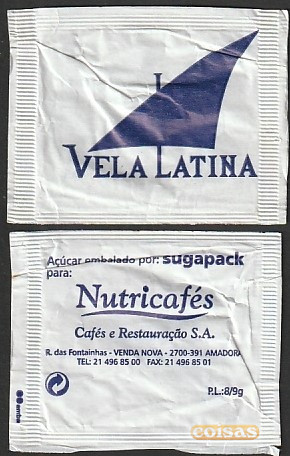 VELA LATINA
Açúcar embalado por: sugapack
para:
Nutricafés
Cafés e Restauração S.A.
R. das Fontainhas - VENDA NOVA - 2700-391 AMADORA
TEL: 21 496 85 00 FAX: 21 496 85 01
P.L.: 8/9g
coisas